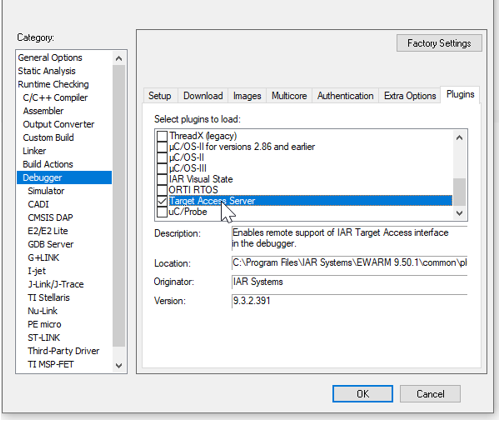 Category:
Factory Settings
General Options
Static Analysis
Runtime Checking
C/C++ Compiler
Assembler
Output Converter
Custom Build
Linker
Build Actions
Debugger
Simulator
CADI
CMSIS DAP
E2/E2 Lite
GDB Server
G+LINK
I-jet
J-Link/J-Trace
TI Stellaris
Nu-Link
PE micro
ST-LINK
Third-Party Driver
TI MSP-FET
Setup Download Images Multicore Authentication Extra Options Plugins
Select plugins to load:
ThreadX (legacy)
µC/OS-II for versions 2.86 and earlier
µC/OS-II
µC/OS-III
IAR Visual State
ORTI RTOS
Target Access Server
uC/Probe
Description: Enables remote support of IAR Target Access interface
in the debugger.
Location: C:\Program Files\IAR Systems\EWARM 9.50.1\common\pl
Originator: IAR Systems
Version: 9.3.2.391
OK Cancel